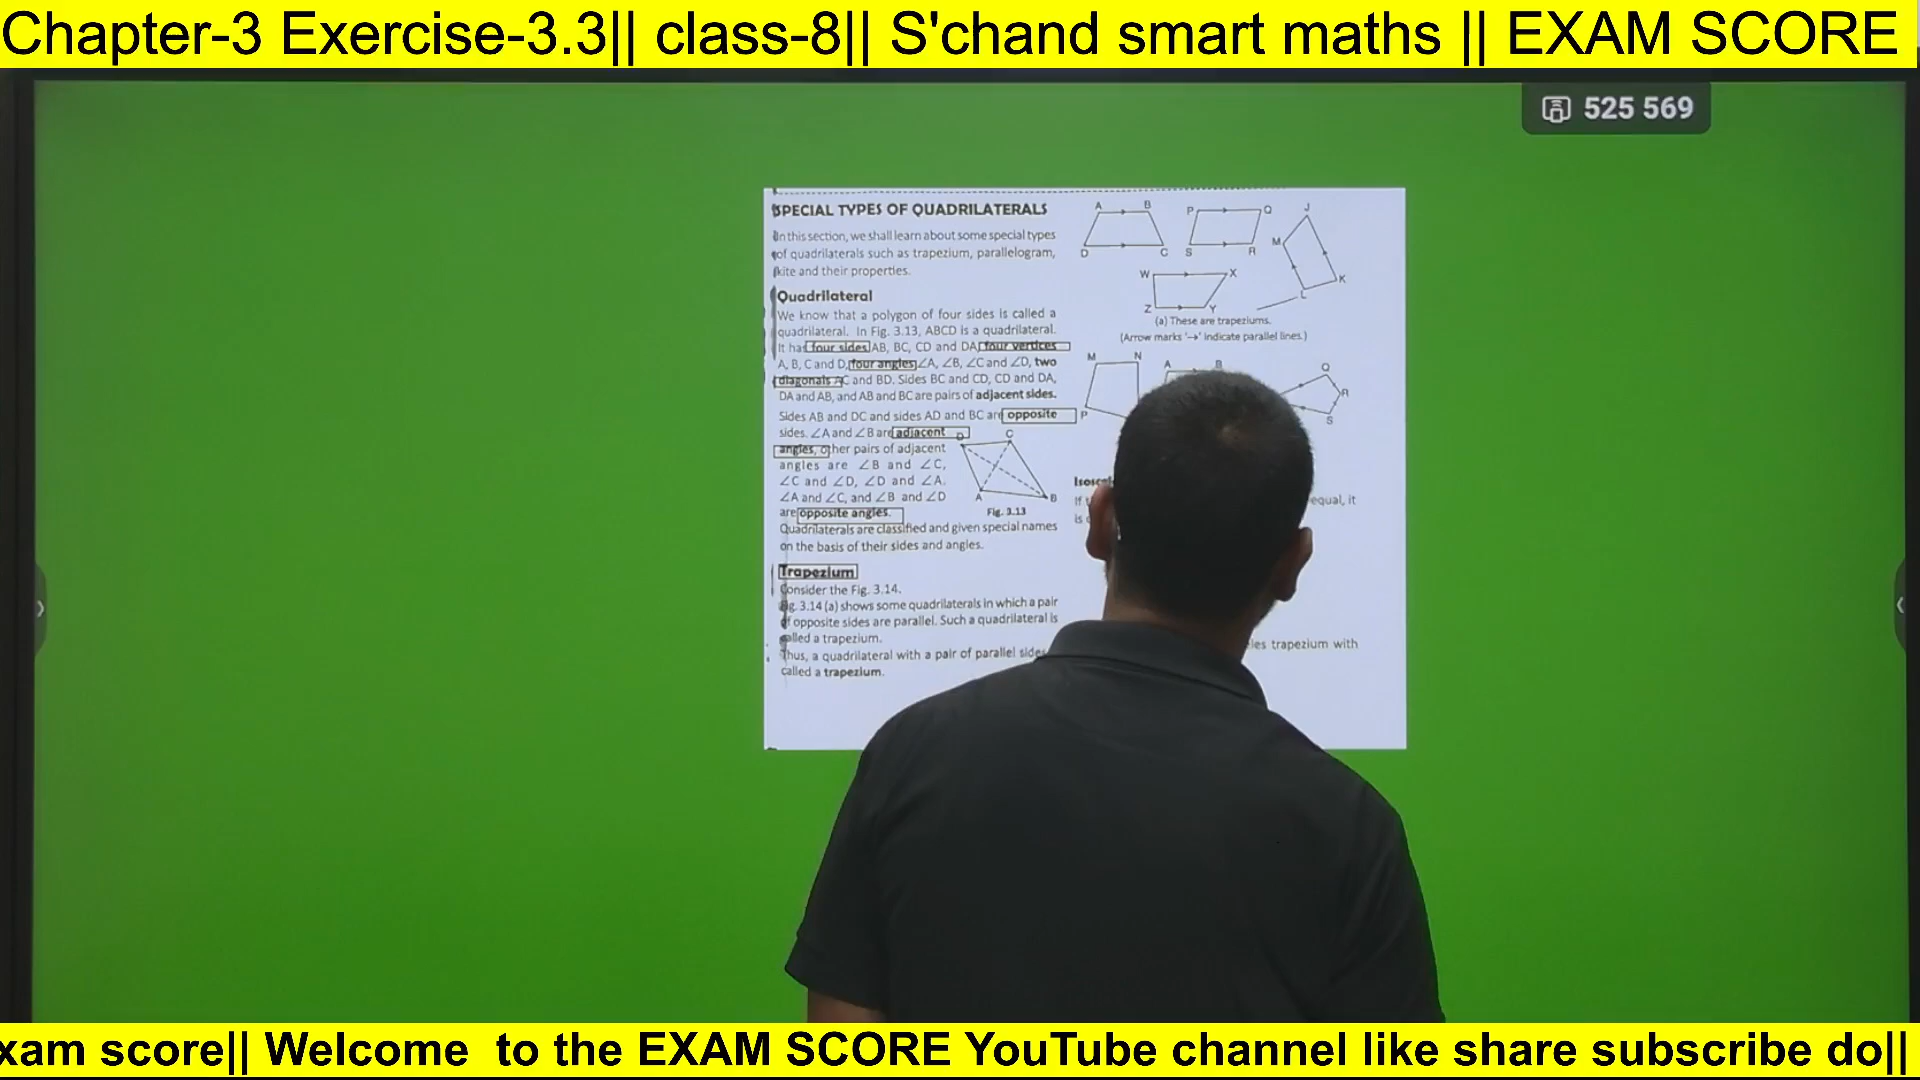 Chapter-3 Exercise-3.3|| class-8|| S'chand smart maths || EXAM SCORE
525 569
SPECIAL TYPES OF QUADRILATERALS
In this section, we shall learn about some special types
of quadrilaterals such as trapezium, parallelogram,
kite and their properties.
Quadrilateral
We know that a polygon of four sides is called a
quadrilateral. In Fig. 3.13, ABCD is a quadrilateral.
It has four sides AB, BC, CD and DA, four vertices
A, B, C and D, four angles ∠A, ∠B, ∠C and ∠D, two
diagonals AC and BD. Sides BC and CD, CD and DA,
DA and AB, and AB and BC are pairs of adjacent sides.
Sides AB and DC and sides AD and BC are opposite
sides. ∠A and ∠B are adjacent
angles, other pairs of adjacent
angles are ∠B and ∠C,
∠C and ∠D, ∠D and ∠A.
∠A and ∠C, and ∠B and ∠D
are opposite angles.
D C
A B
Fig. 3.13
Quadrilaterals are classified and given special names
on the basis of their sides and angles.
Trapezium
Consider the Fig. 3.14.
Fig. 3.14 (a) shows some quadrilaterals in which a pair
of opposite sides are parallel. Such a quadrilateral is
called a trapezium.
Thus, a quadrilateral with a pair of parallel sides
called a trapezium.
A B P Q J
D C S R M K
W X L
Z Y
(a) These are trapeziums.
(Arrow marks '→' indicate parallel lines.)
M N A B Q
P R
S
equal, it
is
trapezium with
xam score|| Welcome to the EXAM SCORE YouTube channel like share subscribe do||